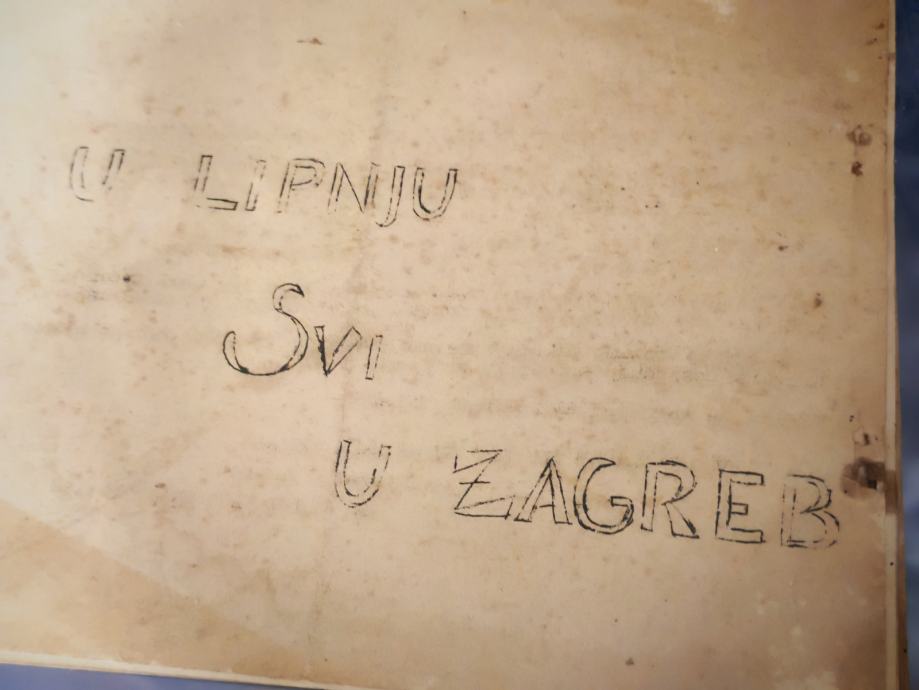 U LIPNJU
SVI
U ZAGREB